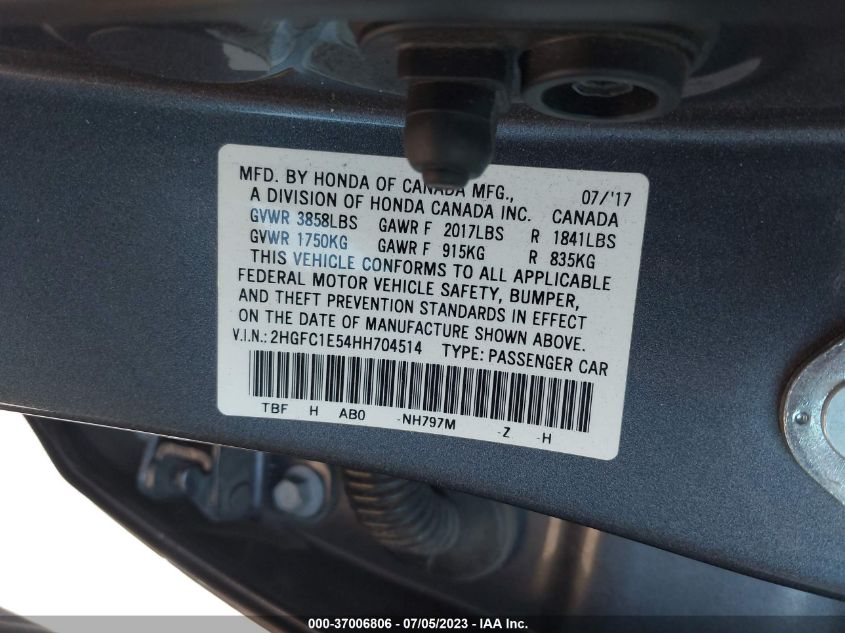 MFD. BY HONDA OF CANADA MFG., 07/'17
A DIVISION OF HONDA CANADA INC. CANADA
GVWR 3858LBS GAWR F 2017LBS R 1841LBS
GVWR 1750KG GAWR F 915KG R 835KG
THIS VEHICLE CONFORMS TO ALL APPLICABLE
FEDERAL MOTOR VEHICLE SAFETY, BUMPER,
AND THEFT PREVENTION STANDARDS IN EFFECT
ON THE DATE OF MANUFACTURE SHOWN ABOVE.
V.I.N.: 2HGFC1E54HH704514 TYPE: PASSENGER CAR
TBF H AB0 -NH797M -Z -H
000-37006806 - 07/05/2023 - IAA Inc.